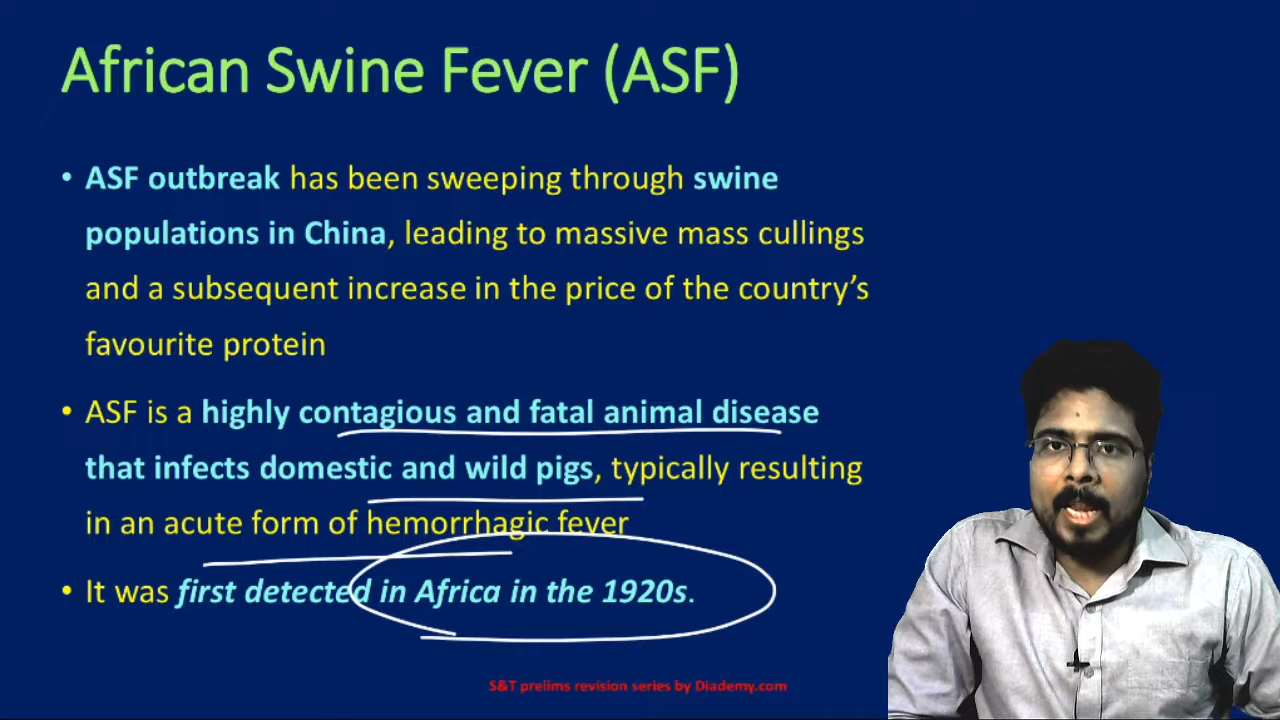 African Swine Fever (ASF)
• ASF outbreak has been sweeping through swine
populations in China, leading to massive mass cullings
and a subsequent increase in the price of the country’s
favourite protein
• ASF is a highly contagious and fatal animal disease
that infects domestic and wild pigs, typically resulting
in an acute form of hemorrhagic fever
• It was first detected in Africa in the 1920s.
S&T prelims revision series by Diademy.com